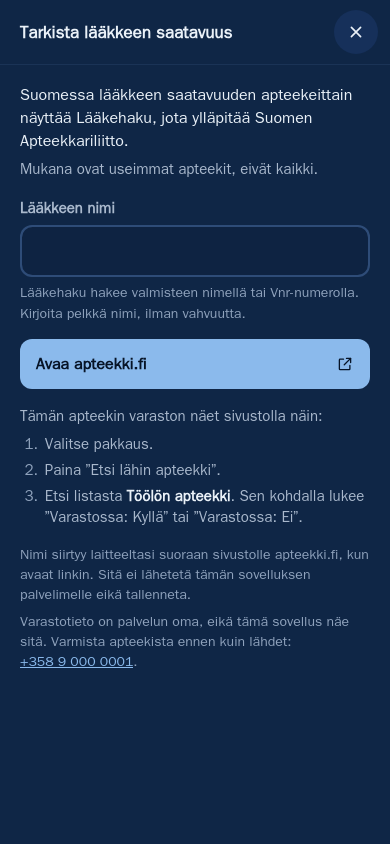 Tarkista lääkkeen saatavuus
Suomessa lääkkeen saatavuuden apteekeittain
näyttää Lääkehaku, jota ylläpitää Suomen
Apteekkariliitto.
Mukana ovat useimmat apteekit, eivät kaikki.
Lääkkeen nimi
Lääkehaku hakee valmisteen nimellä tai Vnr-numerolla.
Kirjoita pelkkä nimi, ilman vahvuutta.
Avaa apteekki.fi
Tämän apteekin varaston näet sivustolla näin:
1. Valitse pakkaus.
2. Paina ”Etsi lähin apteekki”.
3. Etsi listasta Töölön apteekki. Sen kohdalla lukee
”Varastossa: Kyllä” tai ”Varastossa: Ei”.
Nimi siirtyy laitteeltasi suoraan sivustolle apteekki.fi, kun
avaat linkin. Sitä ei lähetetä tämän sovelluksen
palvelimelle eikä tallenneta.
Varastotieto on palvelun oma, eikä tämä sovellus näe
sitä. Varmista apteekista ennen kuin lähdet:
+358 9 000 0001.